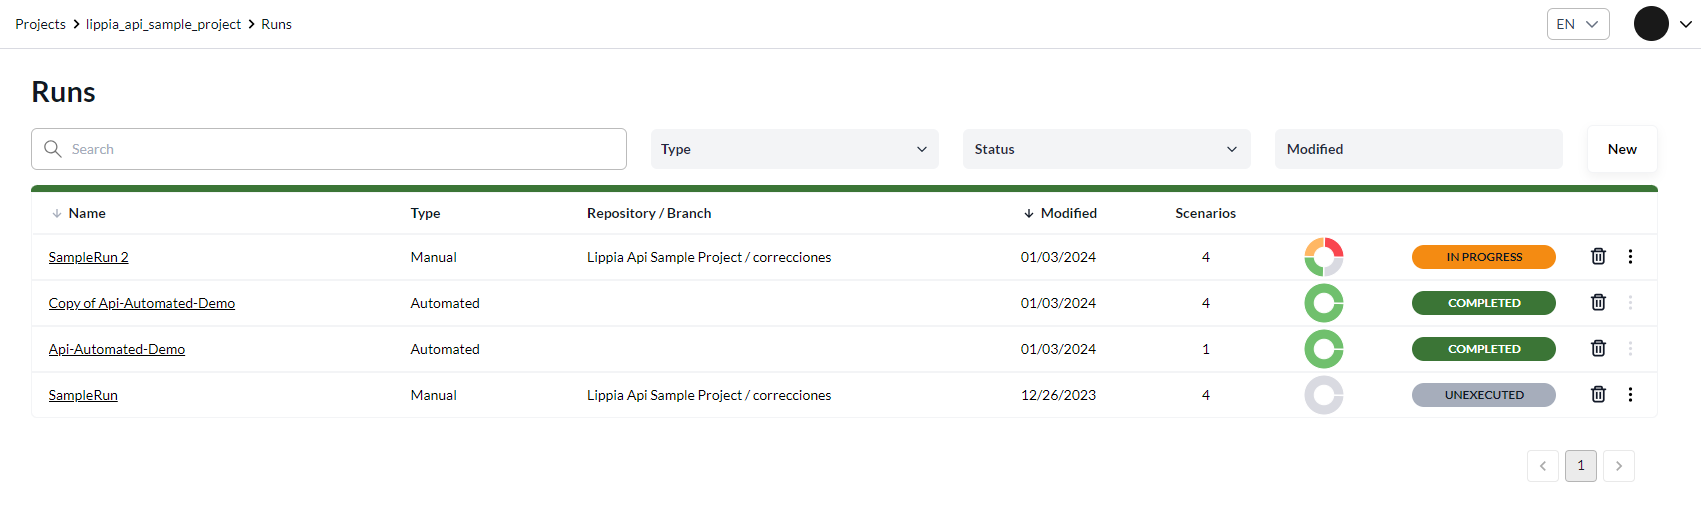 Projects > lippia_api_sample_project > Runs
EN
Runs
Search
Type
Status
Modified
New
Name Type Repository / Branch Modified Scenarios
SampleRun 2 Manual Lippia Api Sample Project / correcciones 01/03/2024 4 IN PROGRESS
Copy of Api-Automated-Demo Automated 01/03/2024 4 COMPLETED
Api-Automated-Demo Automated 01/03/2024 1 COMPLETED
SampleRun Manual Lippia Api Sample Project / correcciones 12/26/2023 4 UNEXECUTED
1